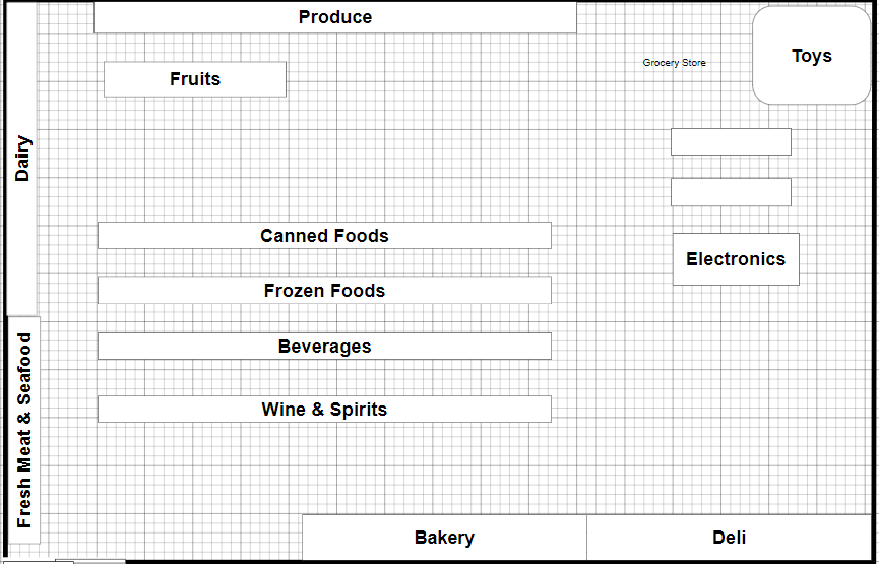 Produce
Toys
Grocery Store
Fruits
Dairy
Canned Foods
Electronics
Frozen Foods
Beverages
Fresh Meat & Seafood
Wine & Spirits
Bakery
Deli